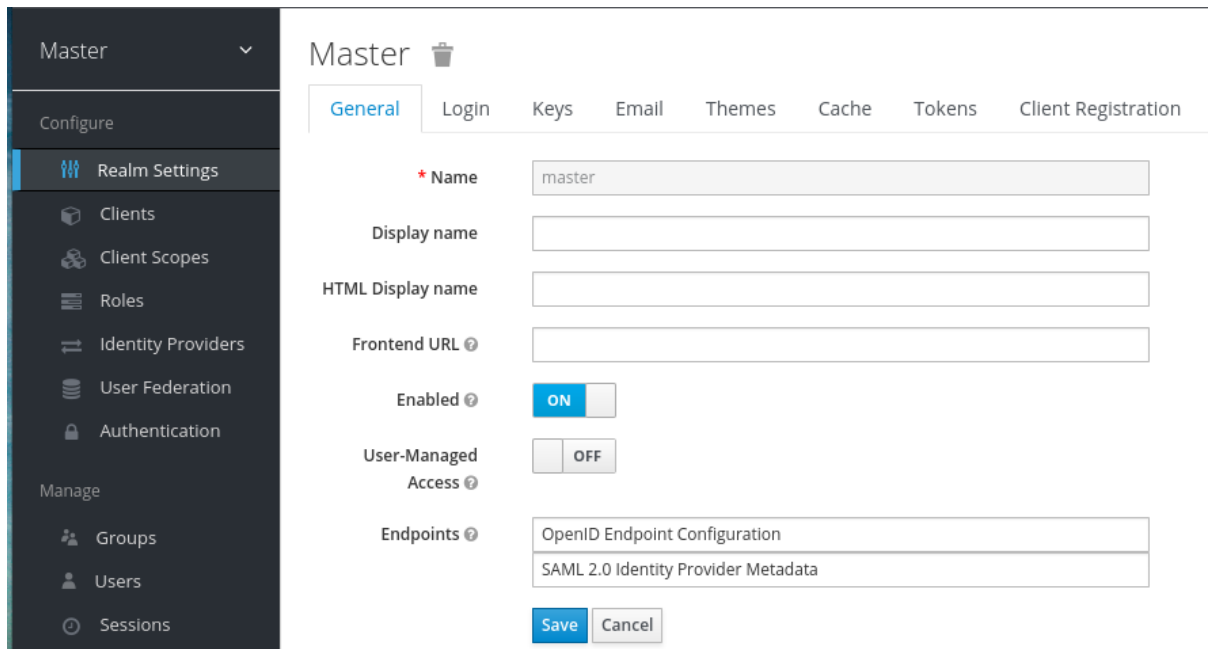 Master
Configure
Realm Settings
Clients
Client Scopes
Roles
Identity Providers
User Federation
Authentication
Manage
Groups
Users
Sessions
Master
General Login Keys Email Themes Cache Tokens Client Registration
* Name master
Display name
HTML Display name
Frontend URL
Enabled ON
User-Managed
Access OFF
Endpoints OpenID Endpoint Configuration
SAML 2.0 Identity Provider Metadata
Save Cancel